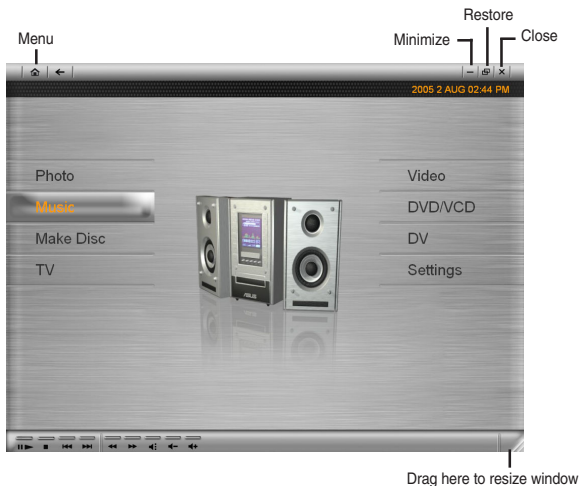 Restore
Menu
Minimize
Close
2005 2 AUG 02:44 PM
Photo
Video
Music
DVD/VCD
Make Disc
DV
TV
Settings
ASUS
Drag here to resize window